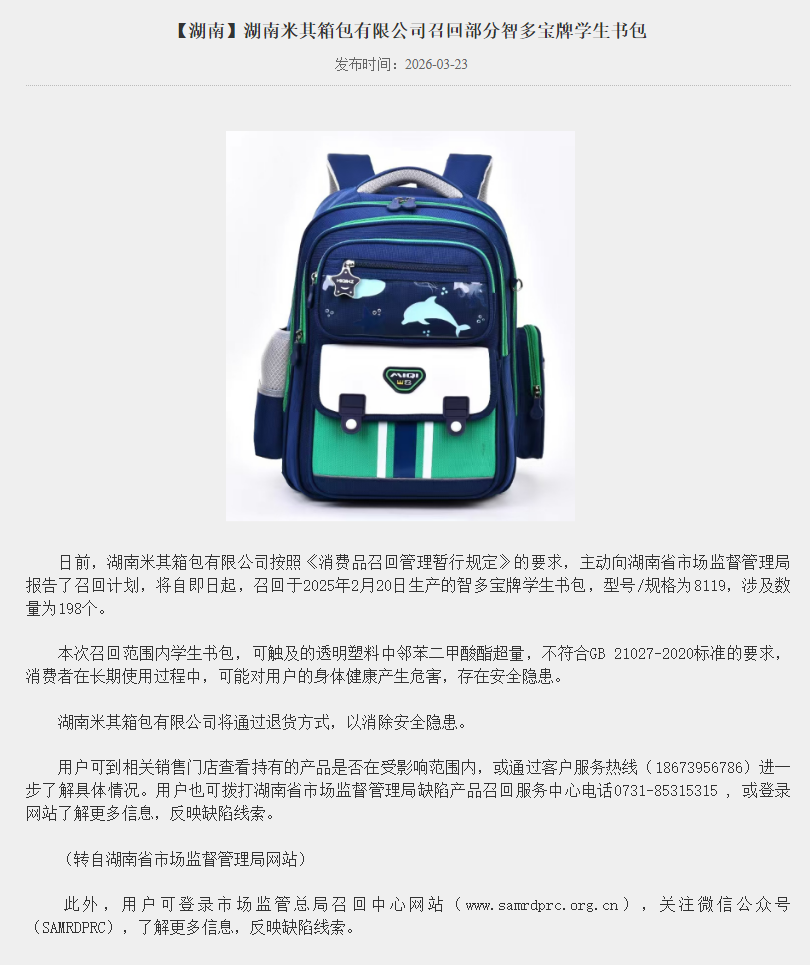 【湖南】湖南米其箱包有限公司召回部分智多宝牌学生书包
发布时间：2026-03-23
MIQI
日前，湖南米其箱包有限公司按照《消费品召回管理暂行规定》的要求，主动向湖南省市场监督管理局
报告了召回计划，将自即日起，召回于2025年2月20日生产的智多宝牌学生书包，型号/规格为8119，涉及数
量为198个。
本次召回范围内学生书包，可触及的透明塑料中邻苯二甲酸酯超量，不符合GB 21027-2020标准的要求，
消费者在长期使用过程中，可能对用户的身体健康产生危害，存在安全隐患。
湖南米其箱包有限公司将通过退货方式，以消除安全隐患。
用户可到相关销售门店查看持有的产品是否在受影响范围内，或通过客户服务热线（18673956786）进一
步了解具体情况。用户也可拨打湖南省市场监督管理局缺陷产品召回服务中心电话0731-85315315 ，或登录
网站了解更多信息，反映缺陷线索。
（转自湖南省市场监督管理局网站）
此外，用户可登录市场监管总局召回中心网站（www.samrdprc.org.cn），关注微信公众号
（SAMRDPRC），了解更多信息，反映缺陷线索。